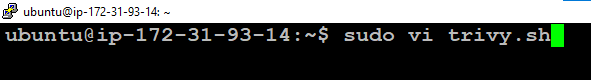 ubuntu@ip-172-31-93-14: ~
ubuntu@ip-172-31-93-14:~$ sudo vi trivy.sh